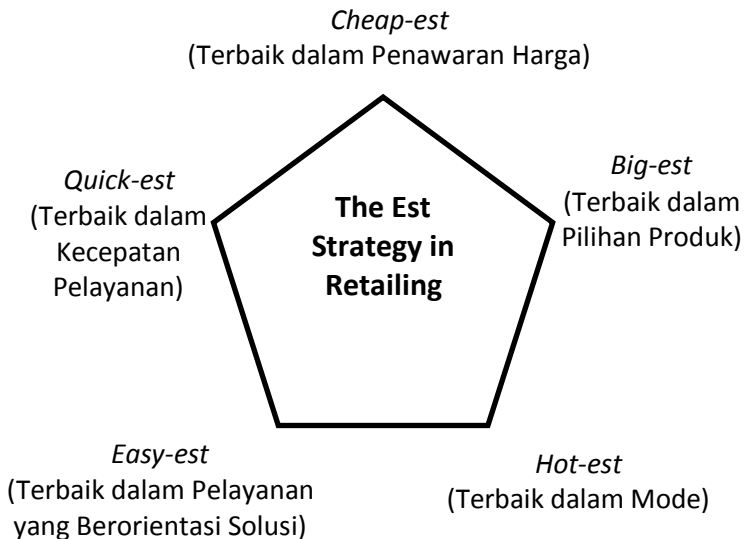 Cheap-est
(Terbaik dalam Penawaran Harga)
Quick-est
(Terbaik dalam
Kecepatan
Pelayanan)
The Est
Strategy in
Retailing
Big-est
(Terbaik dalam
Pilihan Produk)
Easy-est
(Terbaik dalam Pelayanan
yang Berorientasi Solusi)
Hot-est
(Terbaik dalam Mode)